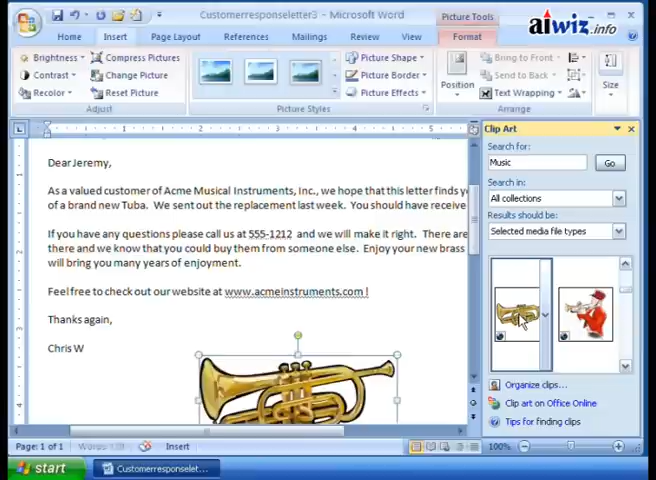 Customerresponseletter3 - Microsoft Word
Picture Tools
aiwiz.info
Home Insert Page Layout References Mailings Review View Format
Brightness Compress Pictures Picture Shape Bring to Front
Contrast Change Picture Picture Border Send to Back
Recolor Reset Picture Picture Effects Position Text Wrapping Size
Adjust Picture Styles Arrange
1 2 3 4 5
Clip Art
Search for:
Music Go
Search in:
All collections
Results should be:
Selected media file types
Organize clips...
Clip art on Office Online
Tips for finding clips
Dear Jeremy,
As a valued customer of Acme Musical Instruments, Inc., we hope that this letter finds y
of a brand new Tuba. We sent out the replacement last week. You should have receive
If you have any questions please call us at 555-1212 and we will make it right. There are
there and we know that you could buy them from someone else. Enjoy your new brass
will bring you many years of enjoyment.
Feel free to check out our website at www.acmeinstruments.com !
Thanks again,
Chris W
Page: 1 of 1 Words: Insert 100%
start Customerresponselet...